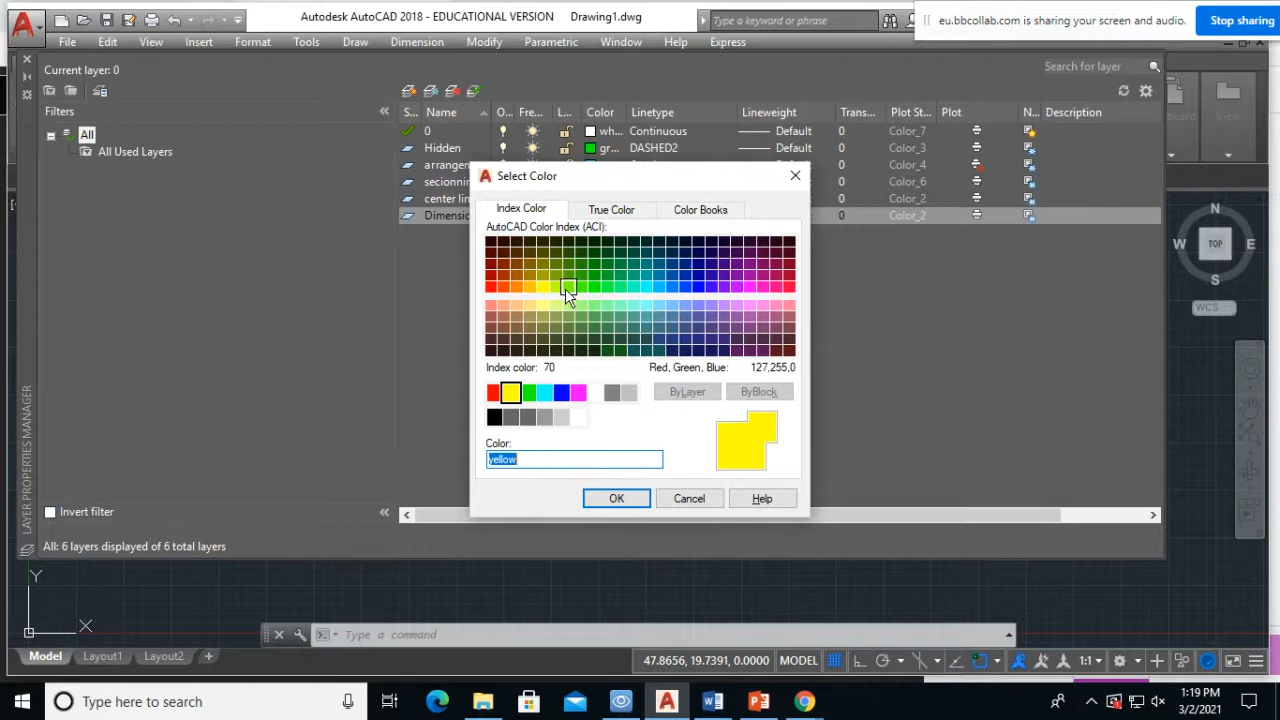 Autodesk AutoCAD 2018 - EDUCATIONAL VERSION Drawing1.dwg
Type a keyword or phrase
eu.bbcollab.com is sharing your screen and audio.
Stop sharing
File Edit View Insert Format Tools Draw Dimension Modify Parametric Window Help Express
Current layer: 0
Search for layer
Filters
S... Name O.. Fre... L... Color Linetype Lineweight Trans... Plot St... Plot N... Description
All
0 wh... Continuous Default 0 Color_7
Hidden gr... DASHED2 Default 0 Color_3
All Used Layers
arrangen 0 Color_4
secionnin 0 Color_6
center lin 0 Color_2
Dimensio 0 Color_2
Select Color
Index Color True Color Color Books
AutoCAD Color Index (ACI):
Index color: 70 Red, Green, Blue: 127,255,0
ByLayer ByBlock
Color:
yellow
OK Cancel Help
N
W TOP E
S
WCS
LAYER PROPERTIES MANAGER
Invert filter
All: 6 layers displayed of 6 total layers
Y
X
Type a command
Model Layout1 Layout2 +
47.8656, 19.7391, 0.0000 MODEL 1:1
Type here to search
1:19 PM
3/2/2021